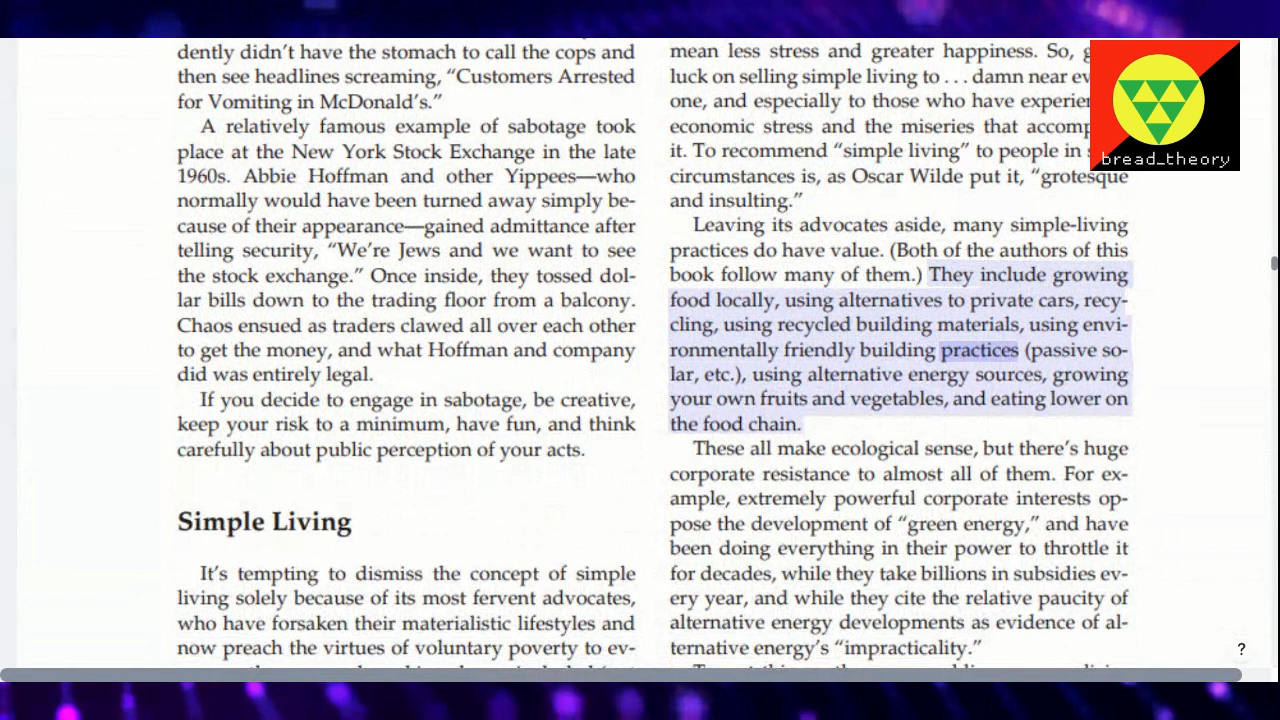 dently didn't have the stomach to call the cops and
then see headlines screaming, “Customers Arrested
for Vomiting in McDonald's.”
A relatively famous example of sabotage took
place at the New York Stock Exchange in the late
1960s. Abbie Hoffman and other Yippees—who
normally would have been turned away simply be-
cause of their appearance—gained admittance after
telling security, “We're Jews and we want to see
the stock exchange.” Once inside, they tossed dol-
lar bills down to the trading floor from a balcony.
Chaos ensued as traders clawed all over each other
to get the money, and what Hoffman and company
did was entirely legal.
If you decide to engage in sabotage, be creative,
keep your risk to a minimum, have fun, and think
carefully about public perception of your acts.
Simple Living
It's tempting to dismiss the concept of simple
living solely because of its most fervent advocates,
who have forsaken their materialistic lifestyles and
now preach the virtues of voluntary poverty to ev-
mean less stress and greater happiness. So,
luck on selling simple living to . . . damn near
one, and especially to those who have
economic stress and the miseries that
it. To recommend “simple living” to people in
circumstances is, as Oscar Wilde put it, “grotesque
and insulting.”
Leaving its advocates aside, many simple-living
practices do have value. (Both of the authors of this
book follow many of them.) They include growing
food locally, using alternatives to private cars, recy-
cling, using recycled building materials, using envi-
ronmentally friendly building practices (passive so-
lar, etc.), using alternative energy sources, growing
your own fruits and vegetables, and eating lower on
the food chain.
These all make ecological sense, but there's huge
corporate resistance to almost all of them. For ex-
ample, extremely powerful corporate interests op-
pose the development of “green energy,” and have
been doing everything in their power to throttle it
for decades, while they take billions in subsidies ev-
ery year, and while they cite the relative paucity of
alternative energy developments as evidence of al-
ternative energy's “impracticality.”
bread_theory
?